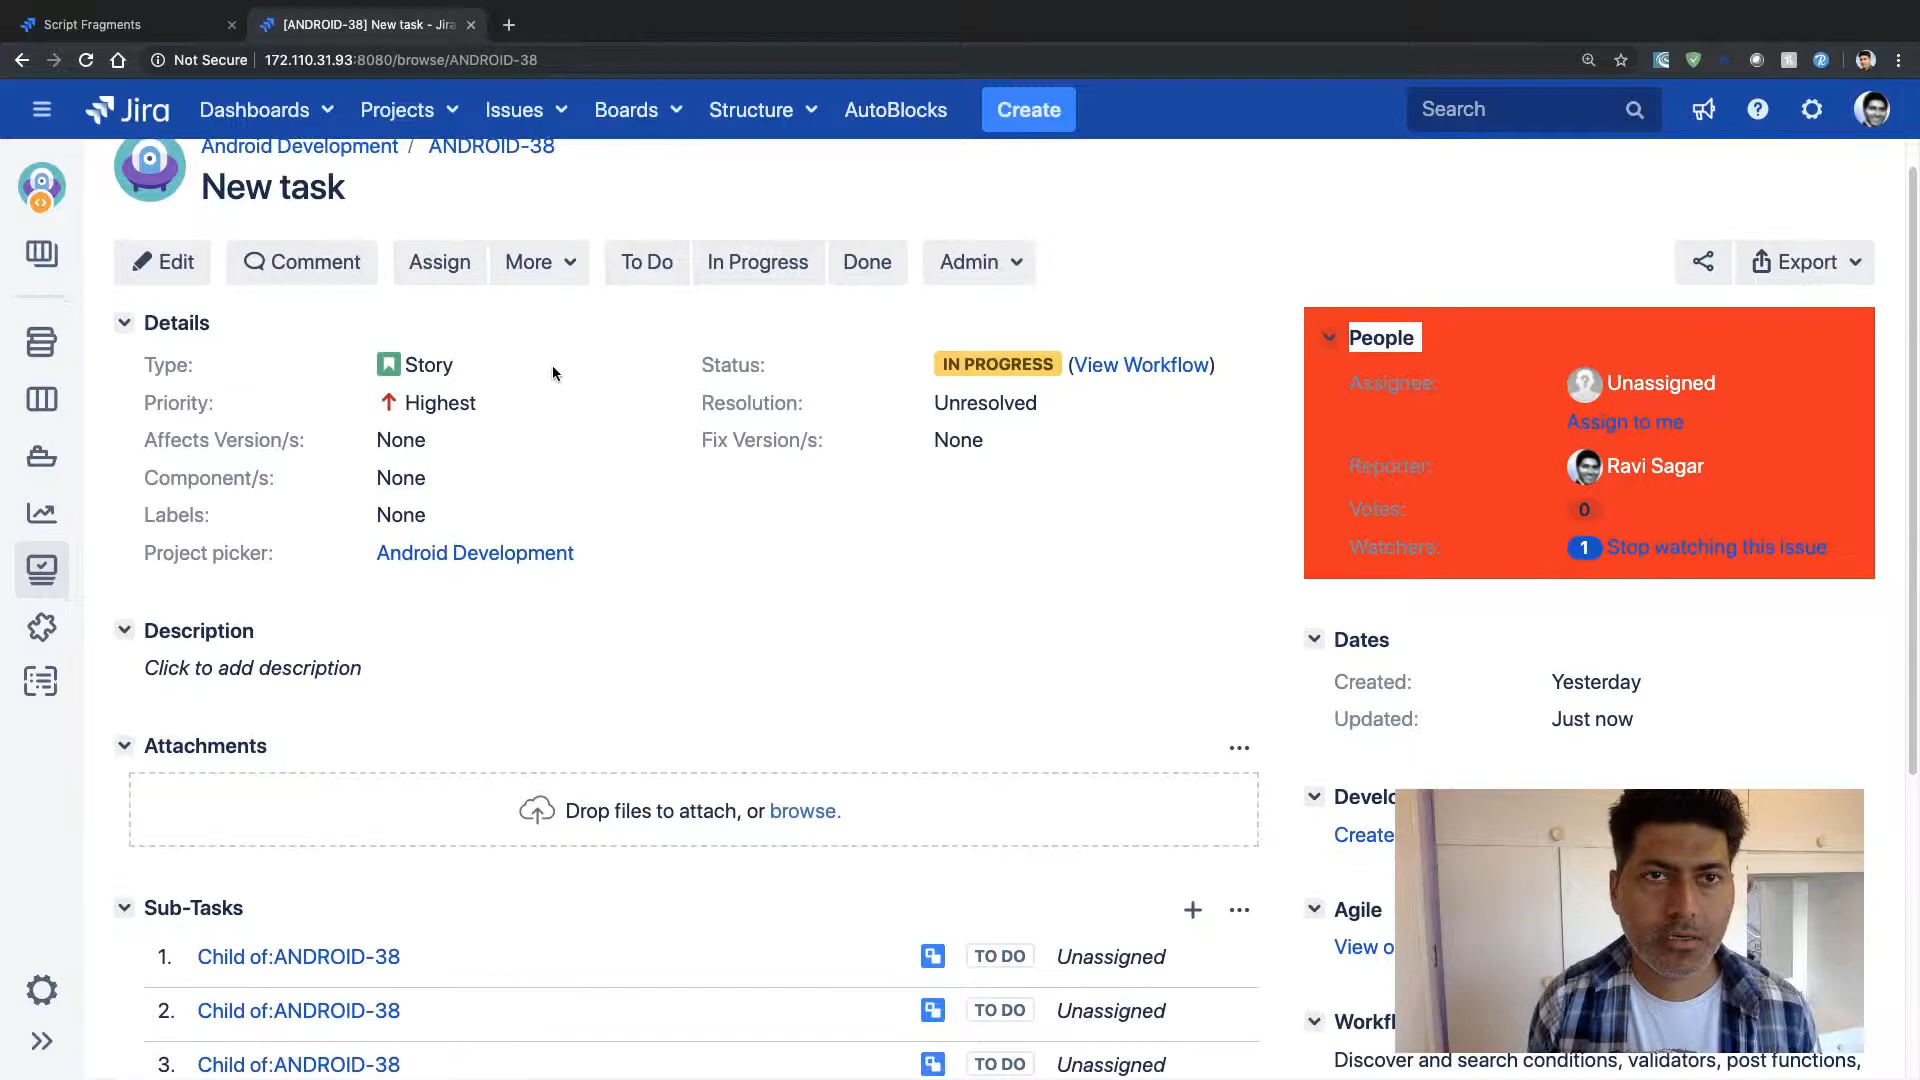 Script Fragments
[ANDROID-38] New task - Jira
Not Secure
172.110.31.93:8080/browse/ANDROID-38
Jira
Dashboards
Projects
Issues
Boards
Structure
AutoBlocks
Create
Search
Android Development / ANDROID-38
New task
Edit
Comment
Assign
More
To Do
In Progress
Done
Admin
Export
Details
Type: Story
Status: IN PROGRESS (View Workflow)
Priority: Highest
Resolution: Unresolved
Affects Version/s: None
Fix Version/s: None
Component/s: None
Labels: None
Project picker: Android Development
Description
Click to add description
Attachments
Drop files to attach, or browse.
Sub-Tasks
1. Child of:ANDROID-38 TO DO Unassigned
2. Child of:ANDROID-38 TO DO Unassigned
3. Child of:ANDROID-38 TO DO Unassigned
People
Assignee: Unassigned
Assign to me
Reporter: Ravi Sagar
Votes: 0
Watchers: 1 Stop watching this issue
Dates
Created: Yesterday
Updated: Just now
Develo
Create
Agile
View o
Workfl
Discover and search conditions, validators, post functions,